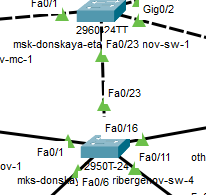 Fa0/1
Gig0/2
2960-24TT
msk-donskaya-eta Fa0/23 nov-sw-1
v-mc-1
Fa0/23
Fa0/16
Fa0/1
2950T-24
Fa0/11
oth
ov-1
mks-donskay Fa0/6 ribergenov-sw-4